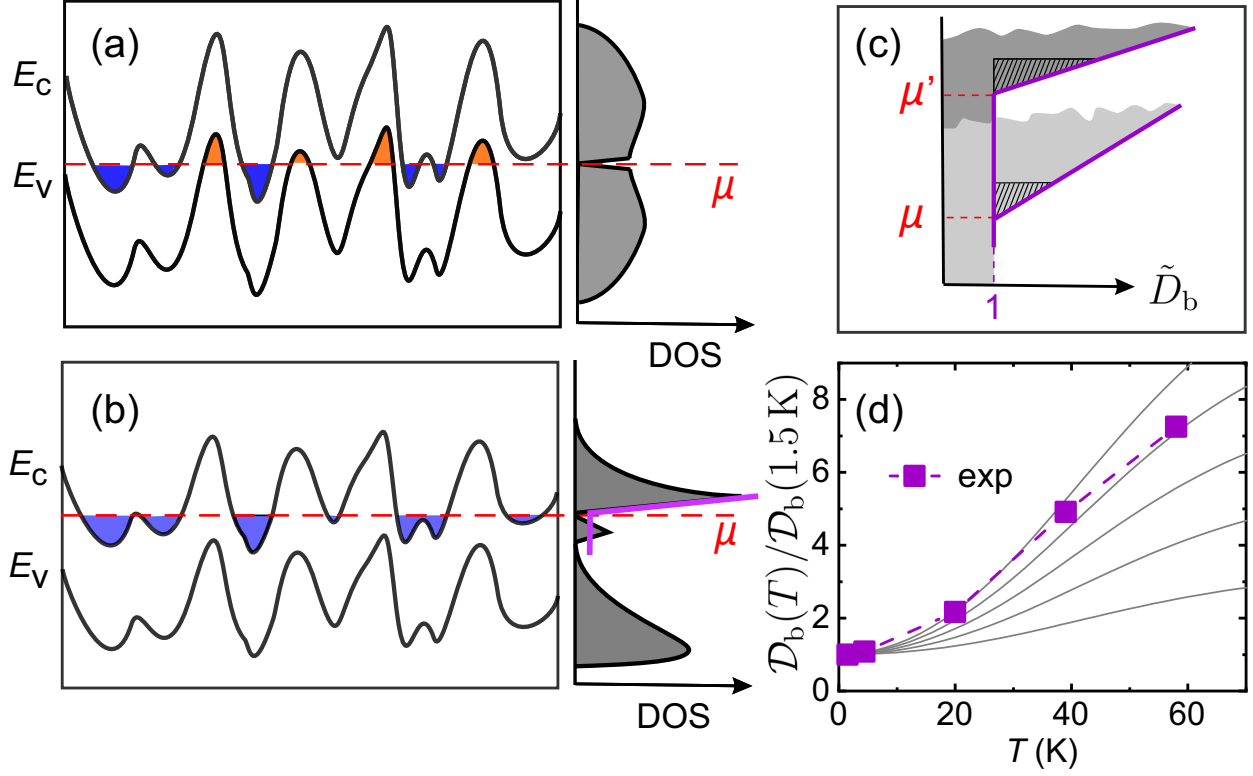 (a)
E_C
E_V
μ
DOS
(b)
E_C
E_V
μ
DOS
(c)
μ'
μ
1
D̃_b
(d)
exp
𝒟_b(T)/𝒟_b(1.5 K)
8
6
4
2
0
0 20 40 60
T (K)